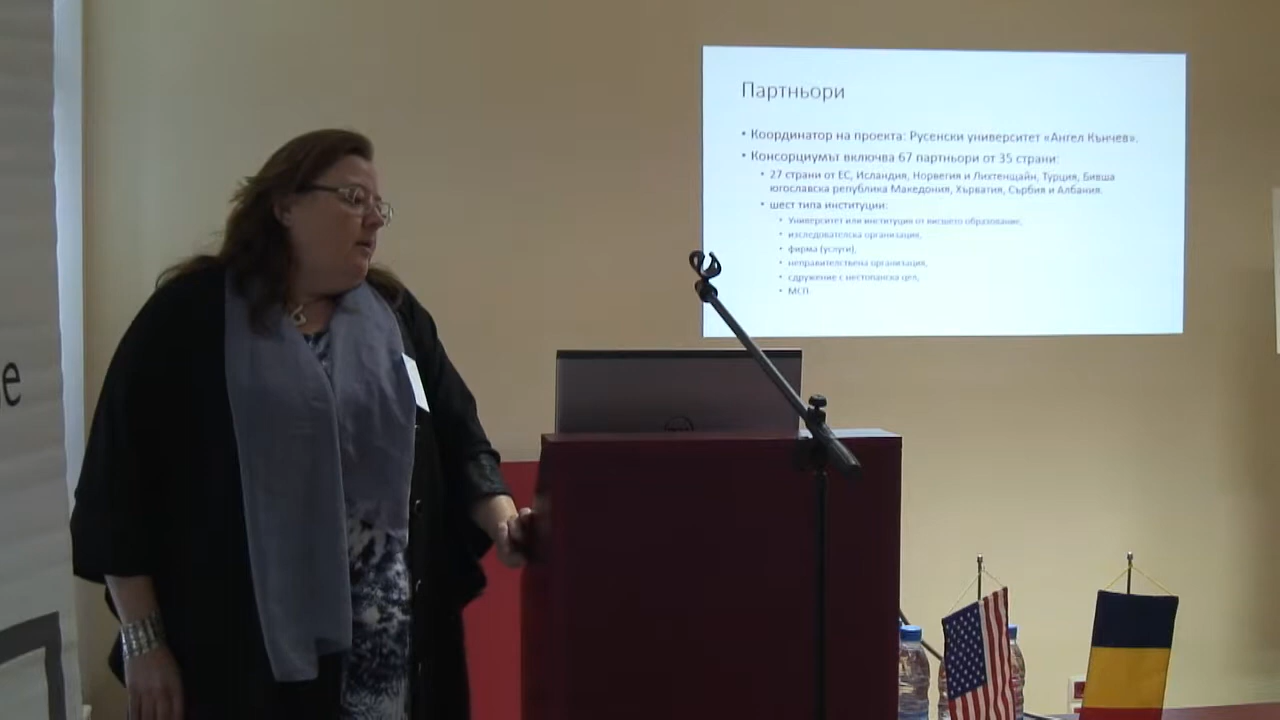 Партньори
• Координатор на проекта: Русенски университет «Ангел Кънчев».
• Консорциумът включва 67 партньори от 35 страни:
• 27 страни от ЕС, Исландия, Норвегия и Лихтенщайн, Турция, Бивша
югославска република Македония, Хърватия, Сърбия и Албания.
• шест типа институции:
• Университет или институция от висшето образование,
• изследователска организация,
• фирма (услуги),
• неправителствена организация,
• сдружение с нестопанска цел,
• МСП.
e
DELL